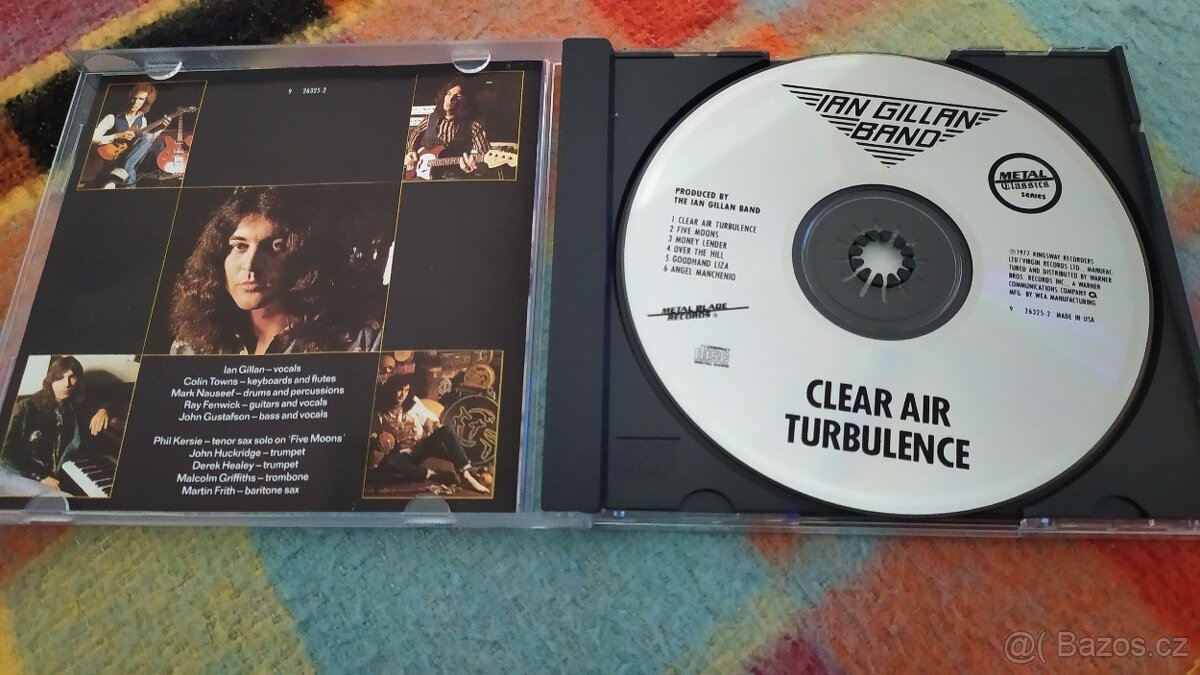 9 26325-2
Ian Gillan – vocals
Colin Towns – keyboards and flutes
Mark Nauseef – drums and percussions
Ray Fenwick – guitars and vocals
John Gustafson – bass and vocals
Phil Kersie – tenor sax solo on 'Five Moons'
John Huckridge – trumpet
Derek Healey – trumpet
Malcolm Griffiths – trombone
Martin Frith – baritone sax
IAN GILLAN
BAND
METAL
Classics
SERIES
PRODUCED BY
THE IAN GILLAN BAND
1 CLEAR AIR TURBULENCE
2 FIVE MOONS
3 MONEY LENDER
4 OVER THE HILL
5 GOODHAND LIZA
6 ANGEL MANCHENIO
METAL BLADE
RECORDS ®
COMPACT
disc
DIGITAL AUDIO
℗ 1977 KINGSWAY RECORDERS
LTD/VIRGIN RECORDS LTD., MANUFAC-
TURED AND DISTRIBUTED BY WARNER
BROS. RECORDS INC., A WARNER
COMMUNICATIONS COMPANY
MFG. BY WEA MANUFACTURING
9 26325-2 MADE IN USA
CLEAR AIR
TURBULENCE
Bazos.cz